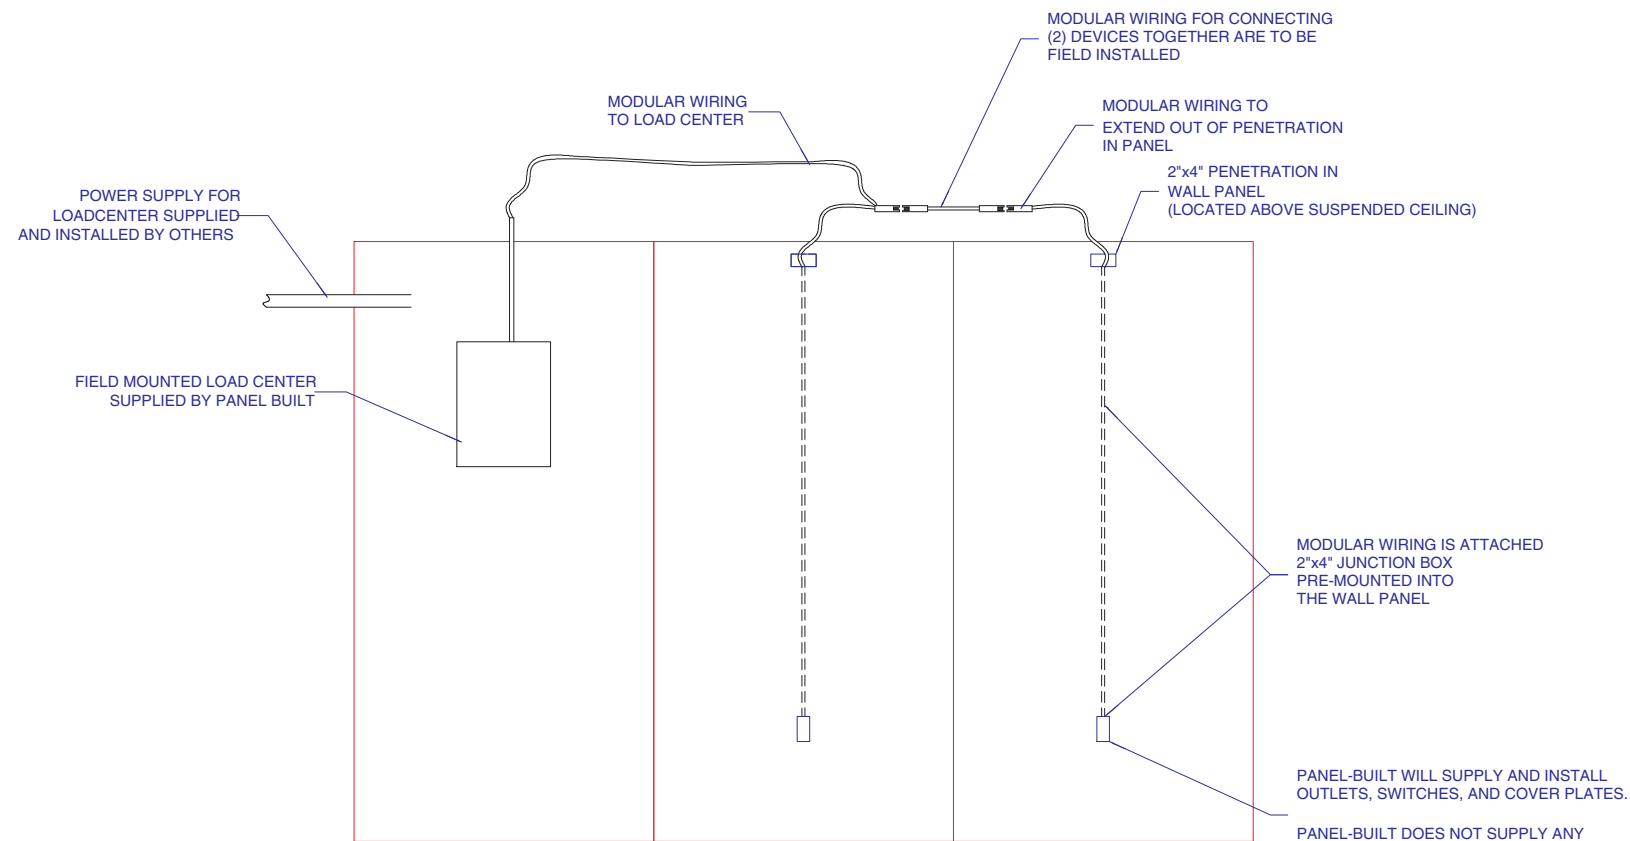 MODULAR WIRING FOR CONNECTING
(2) DEVICES TOGETHER ARE TO BE
FIELD INSTALLED
MODULAR WIRING
TO LOAD CENTER
MODULAR WIRING TO
EXTEND OUT OF PENETRATION
IN PANEL
2"x4" PENETRATION IN
WALL PANEL
(LOCATED ABOVE SUSPENDED CEILING)
POWER SUPPLY FOR
LOADCENTER SUPPLIED
AND INSTALLED BY OTHERS
FIELD MOUNTED LOAD CENTER
SUPPLIED BY PANEL BUILT
MODULAR WIRING IS ATTACHED
2"x4" JUNCTION BOX
PRE-MOUNTED INTO
THE WALL PANEL
PANEL-BUILT WILL SUPPLY AND INSTALL
OUTLETS, SWITCHES, AND COVER PLATES.
PANEL-BUILT DOES NOT SUPPLY ANY